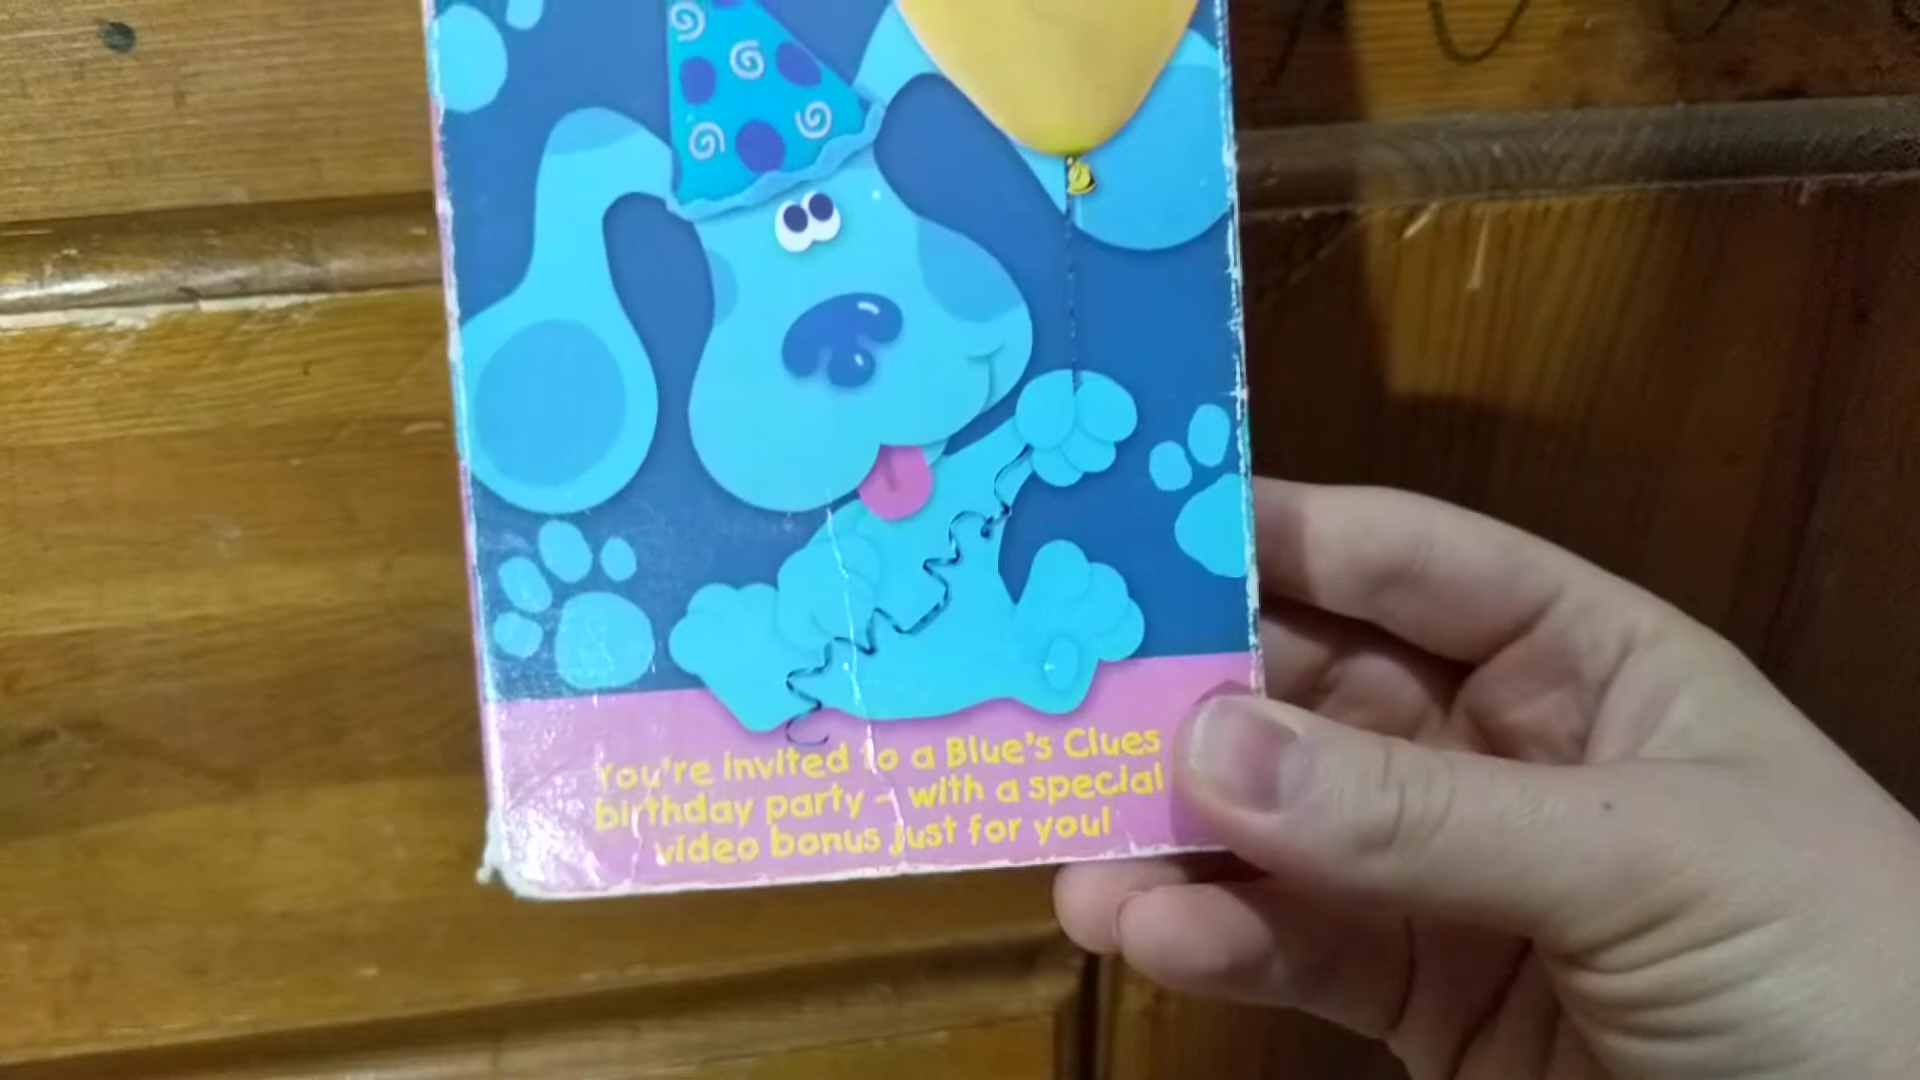 You're invited to a Blue's Clues
birthday party - with a special
video bonus just for you!